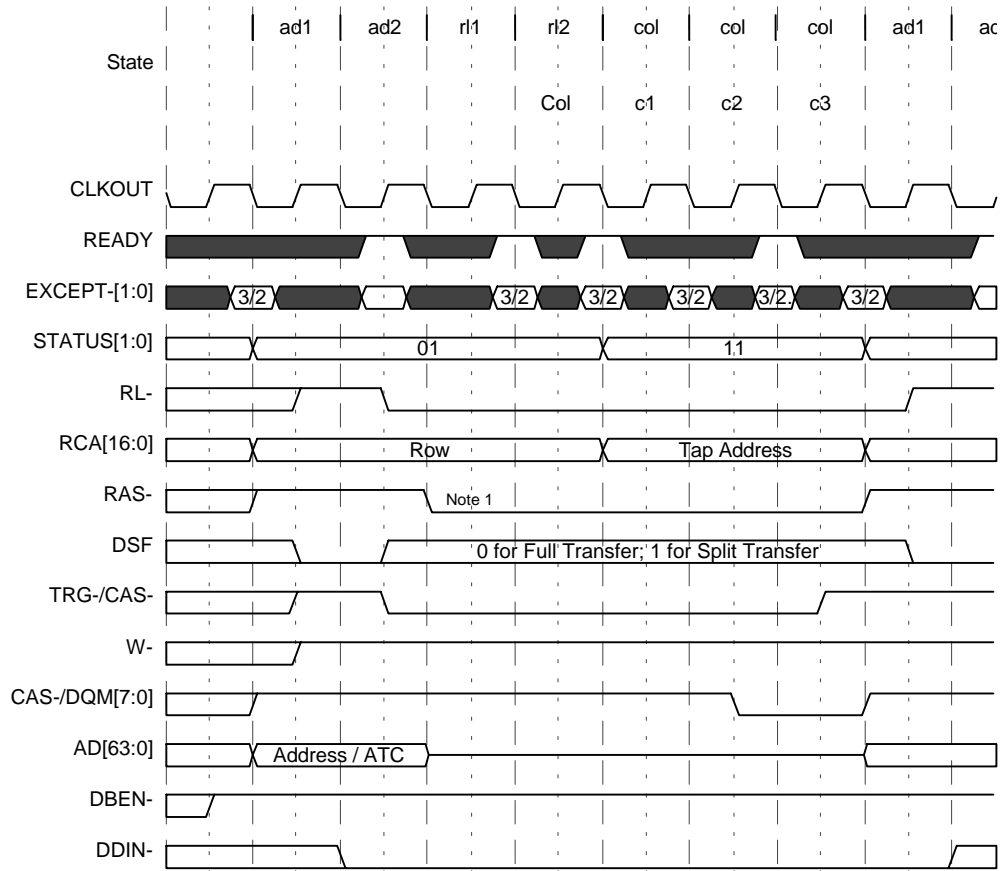 ad1 ad2 rl1 rl2 col col col ad1
State
Col c1 c2 c3
CLKOUT
READY
EXCEPT-[1:0] 3/2 3/2 3/2 3/2 3/2. 3/2
STATUS[1:0] 01 11
RL-
RCA[16:0] Row Tap Address
RAS- Note 1
DSF 0 for Full Transfer; 1 for Split Transfer
TRG-/CAS-
W-
CAS-/DQM[7:0]
AD[63:0] Address / ATC
DBEN-
DDIN-